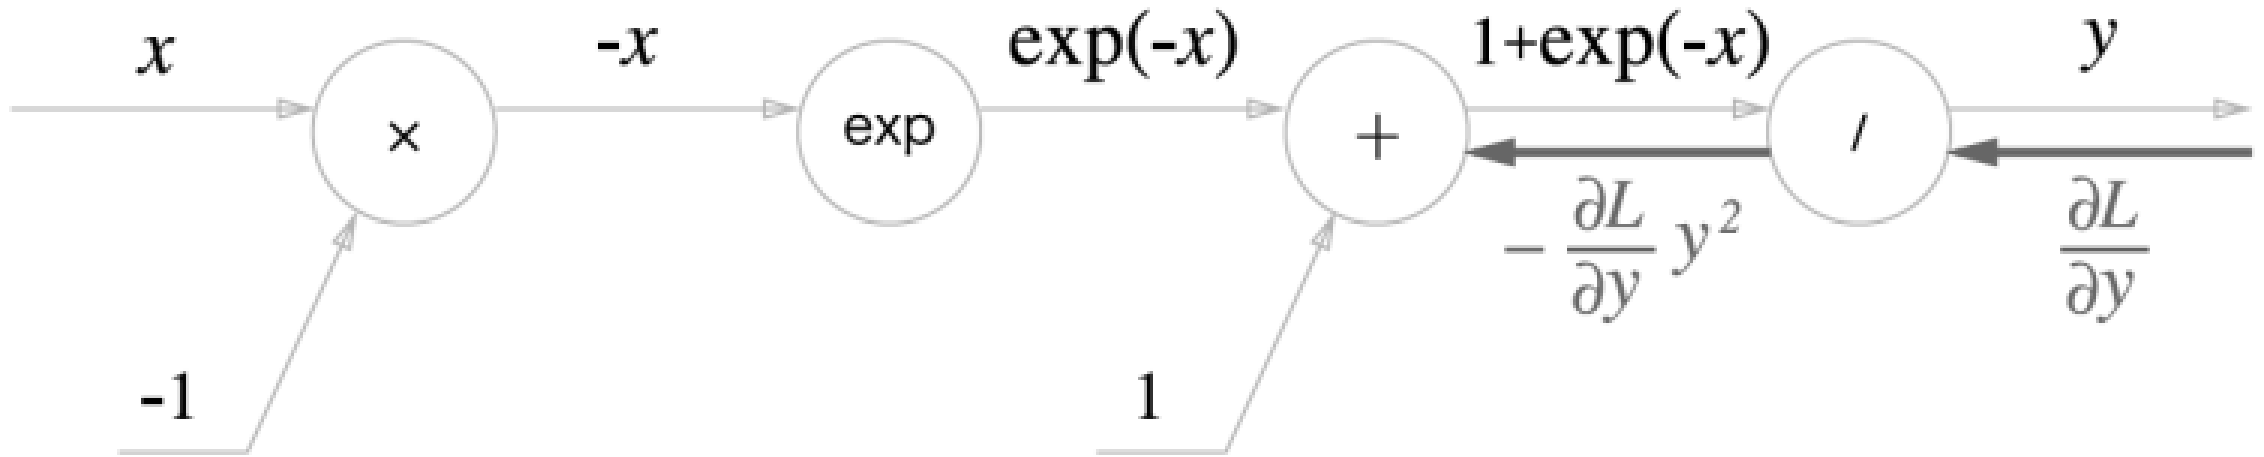 x -x exp(-x) 1+exp(-x) y
× exp + /
- ∂L/∂y y² ∂L/∂y
-1 1